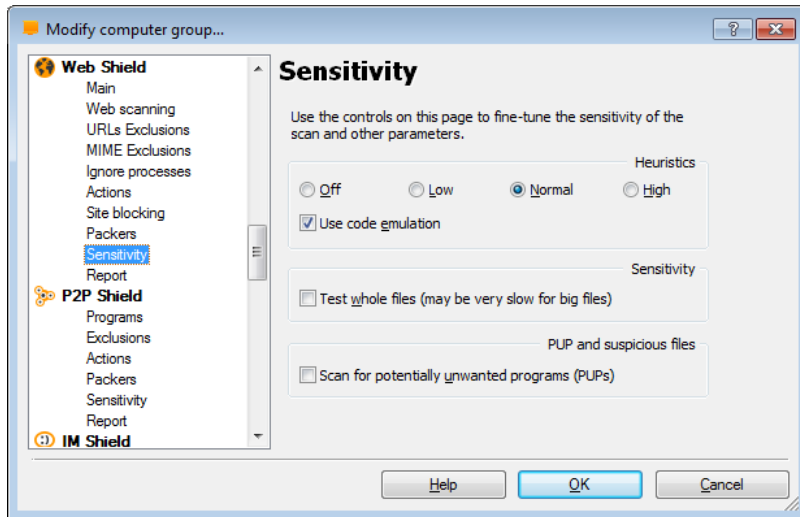 Modify computer group...
Web Shield
Main
Web scanning
URLs Exclusions
MIME Exclusions
Ignore processes
Actions
Site blocking
Packers
Sensitivity
Report
P2P Shield
Programs
Exclusions
Actions
Packers
Sensitivity
Report
IM Shield
Sensitivity
Use the controls on this page to fine-tune the sensitivity of the
scan and other parameters.
Heuristics
Off Low Normal High
Use code emulation
Sensitivity
Test whole files (may be very slow for big files)
PUP and suspicious files
Scan for potentially unwanted programs (PUPs)
Help OK Cancel